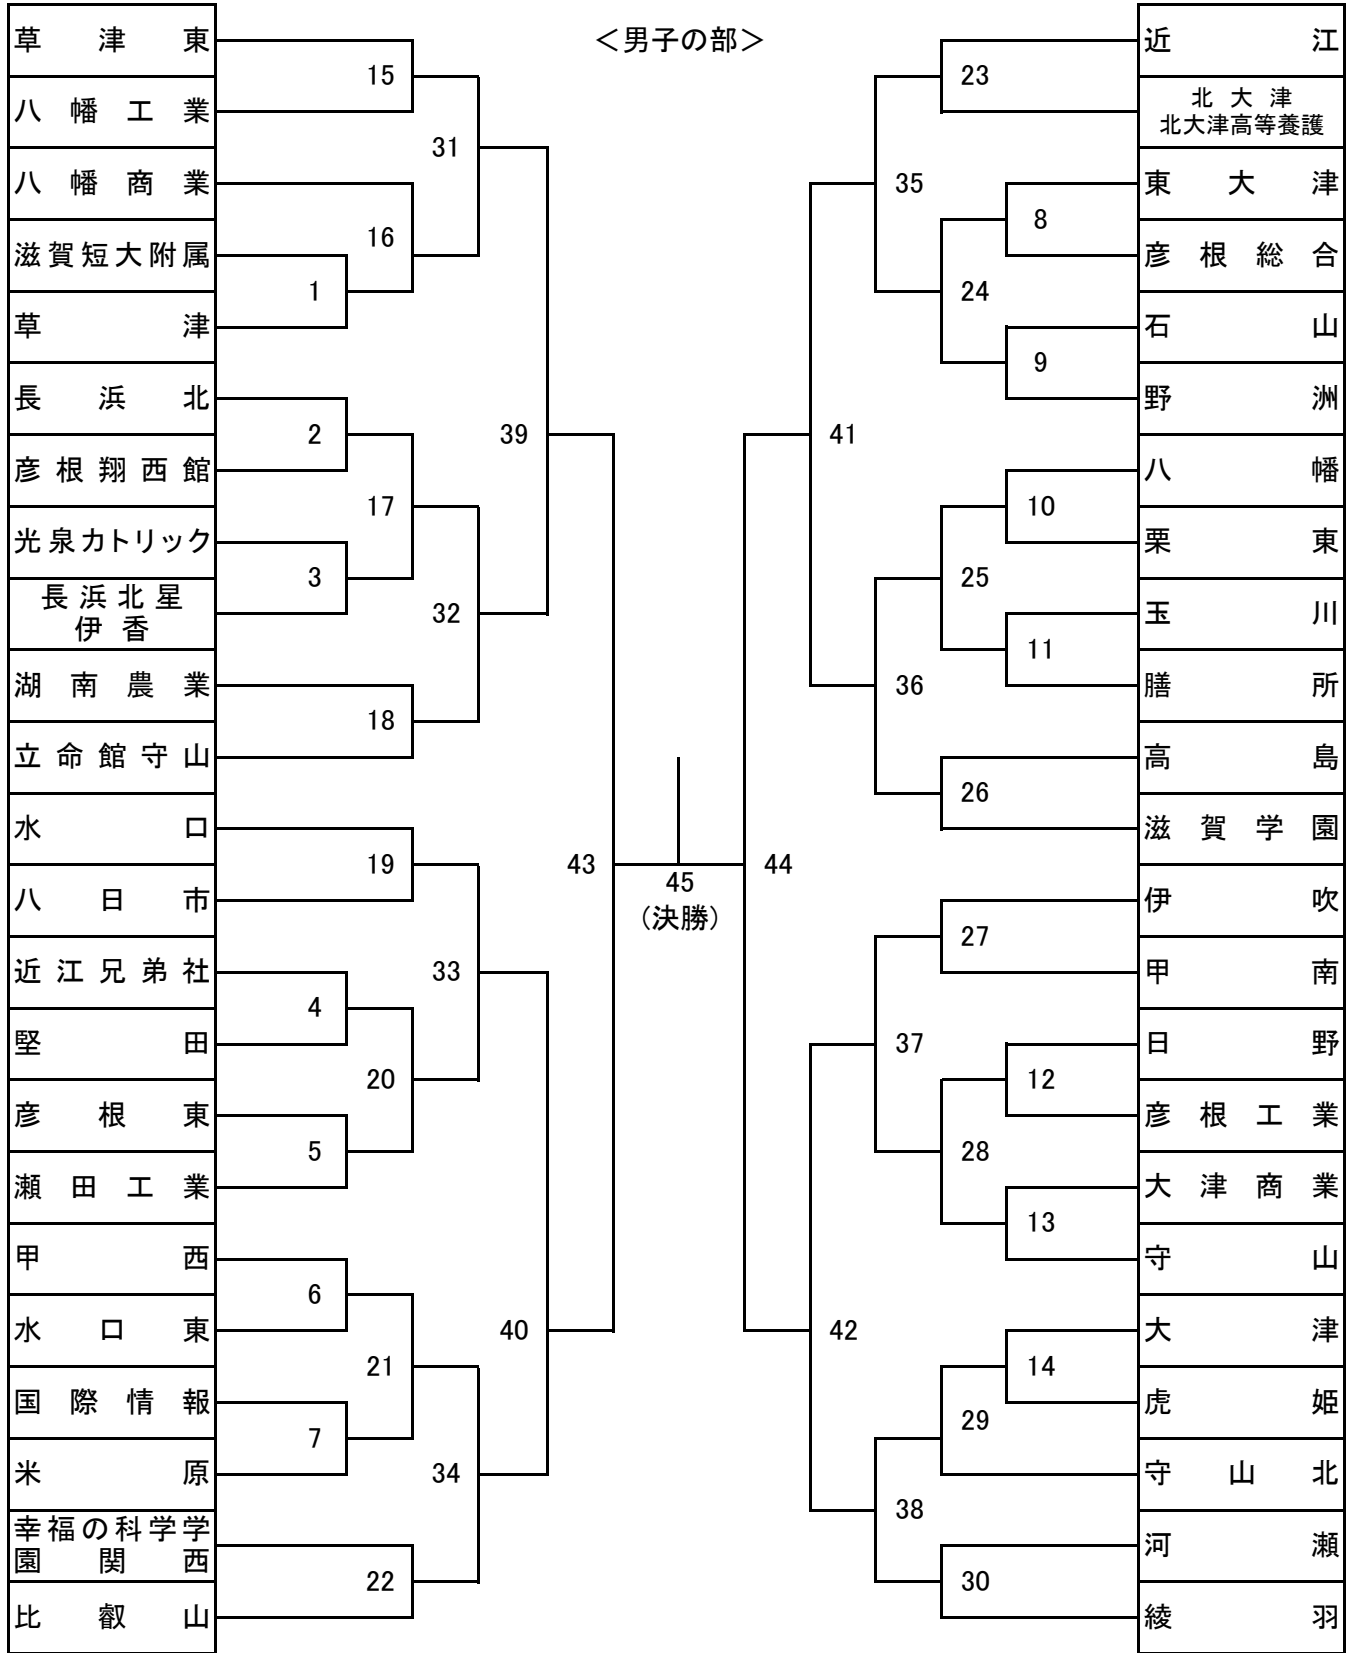 ＜男子の部＞
草津東
八幡工業
八幡商業
滋賀短大附属
草津
長浜北
彦根翔西館
光泉カトリック
長浜北星
伊香
湖南農業
立命館守山
水口
八日市
近江兄弟社
堅田
彦根東
瀬田工業
甲西
水口東
国際情報
米原
幸福の科学学
園関西
比叡山
15
16
1
31
2
17
3
32
18
39
19
4
33
20
5
43
6
21
7
34
22
40
45
(決勝)
23
35
8
24
9
41
10
25
11
36
26
44
27
37
12
28
13
42
14
29
38
30
近江
北大津
北大津高等養護
東大津
彦根総合
石山
野洲
八幡
栗東
玉川
膳所
高島
滋賀学園
伊吹
甲南
日野
彦根工業
大津商業
守山
大津
虎姫
守山北
河瀬
綾羽